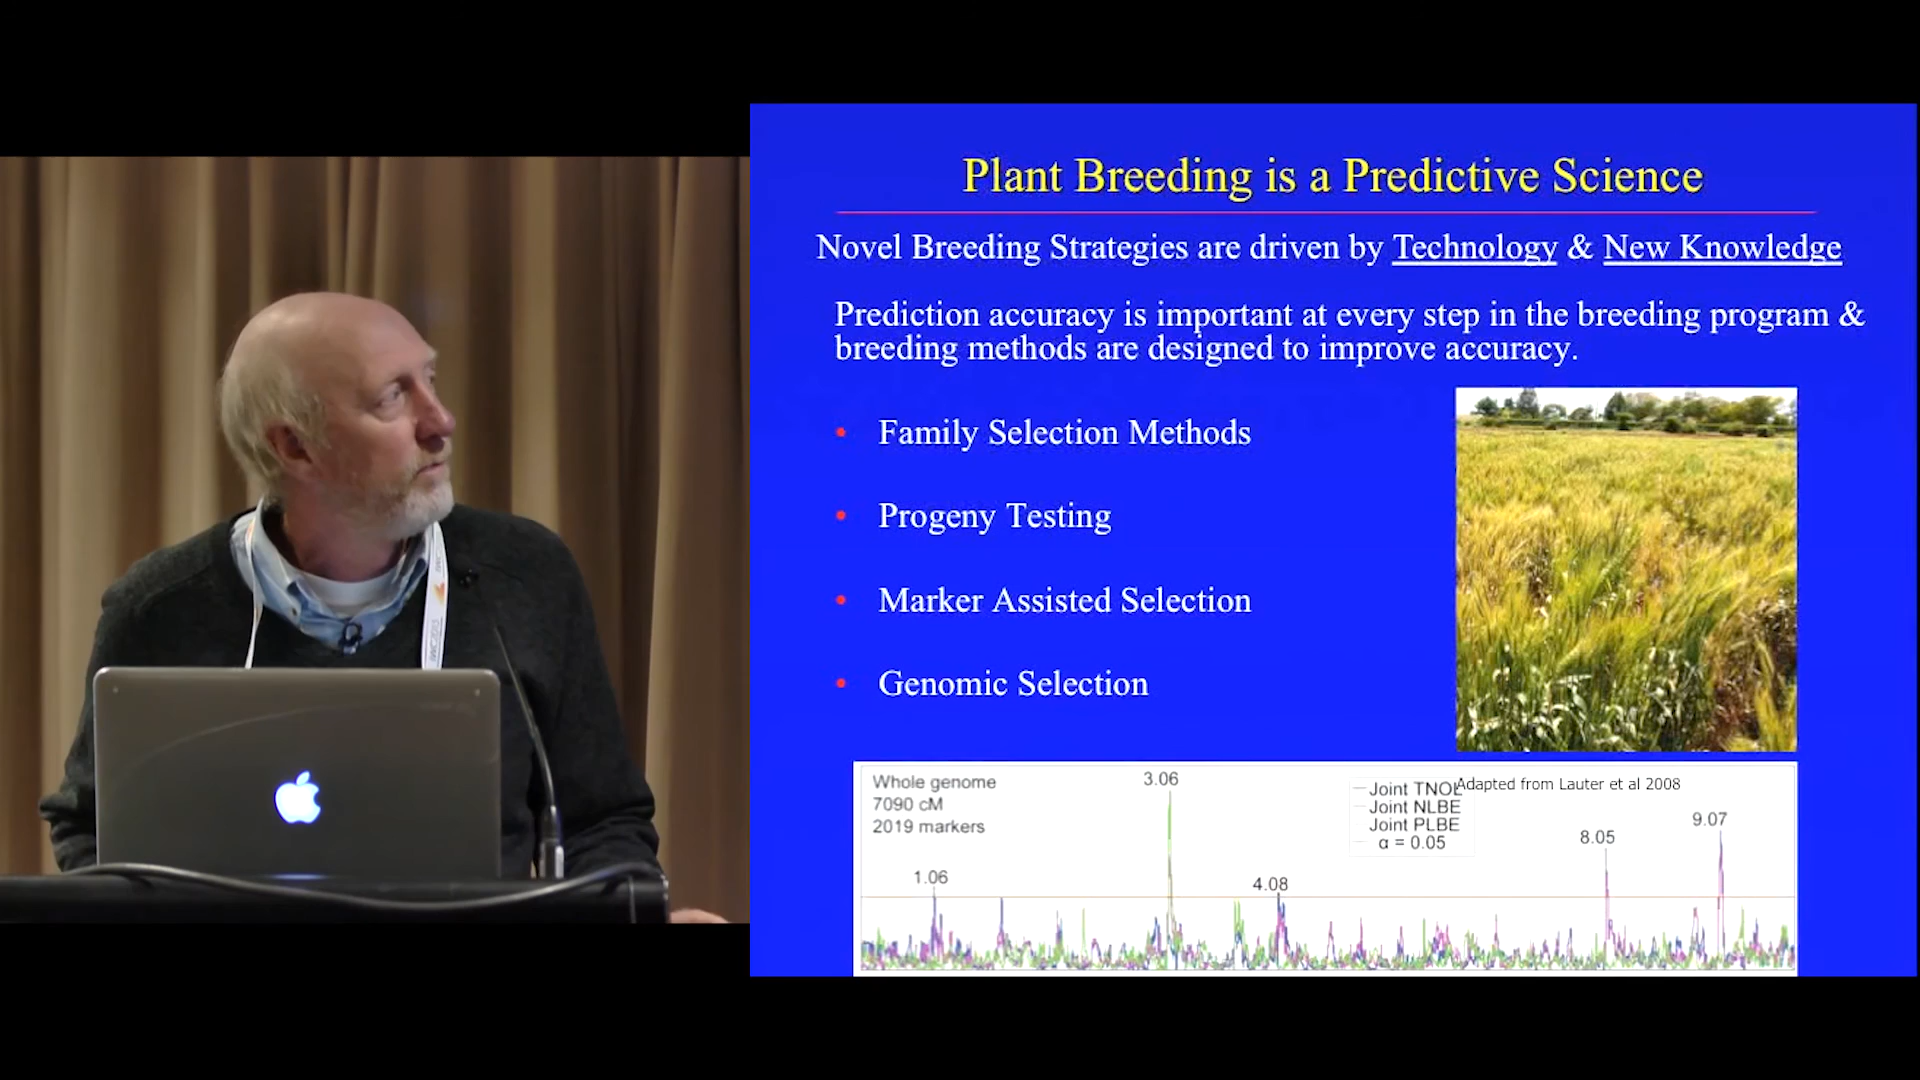 Plant Breeding is a Predictive Science
Novel Breeding Strategies are driven by Technology & New Knowledge
Prediction accuracy is important at every step in the breeding program &
breeding methods are designed to improve accuracy.
• Family Selection Methods
• Progeny Testing
• Marker Assisted Selection
• Genomic Selection
Whole genome
7090 cM
2019 markers
1.06
3.06
4.08
Joint TNOL
Joint NLBE
Joint PLBE
α = 0.05
Adapted from Lauter et al 2008
8.05
9.07